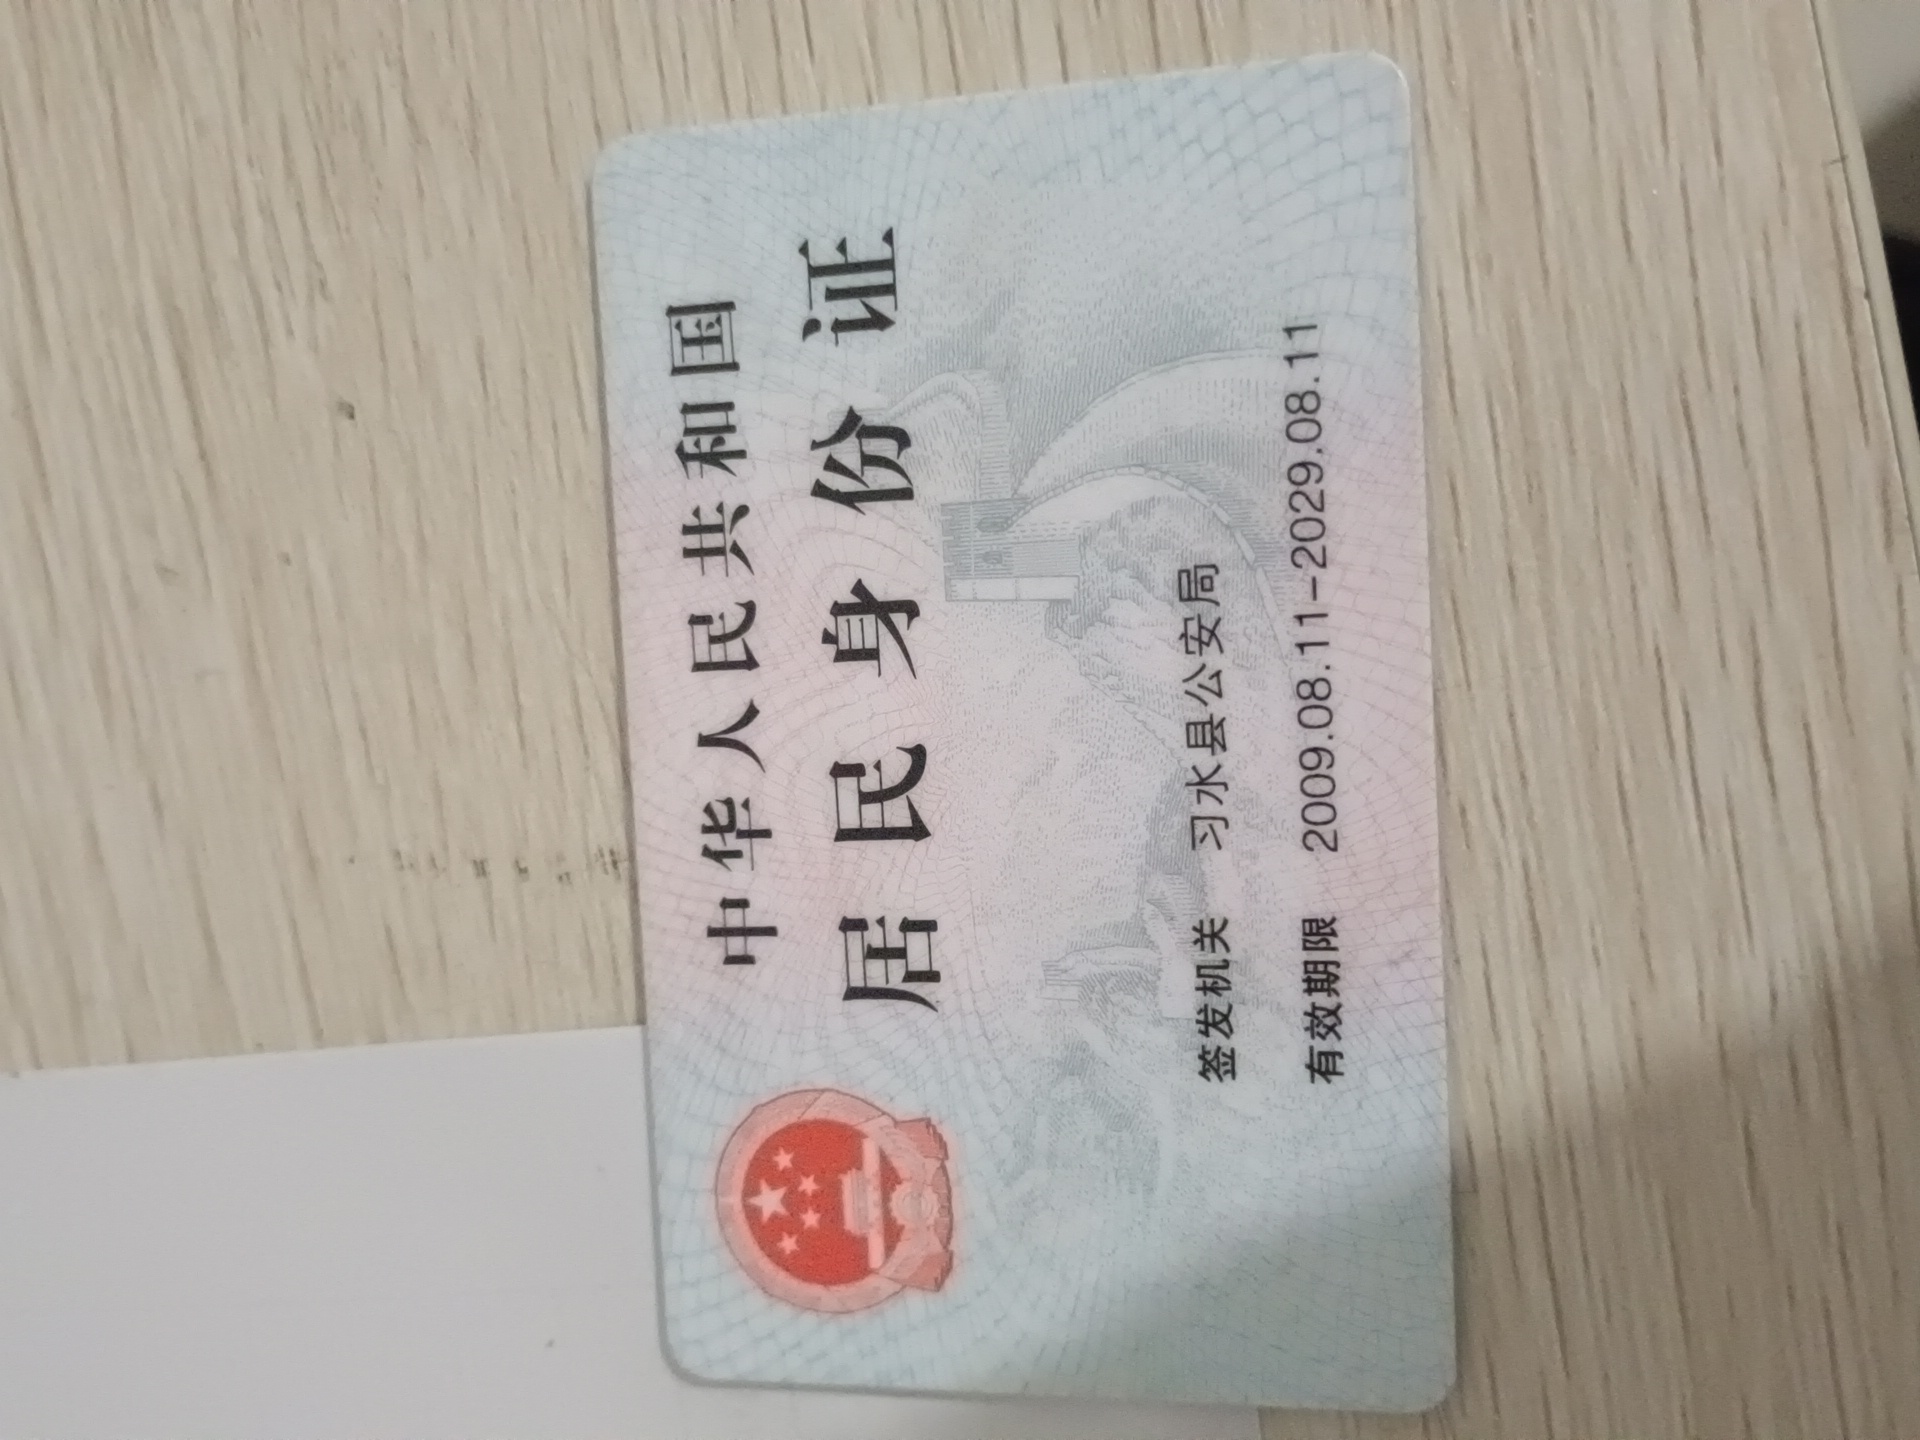 中华人民共和国
居民身份证
签发机关 习水县公安局
有效期限 2009.08.11-2029.08.11